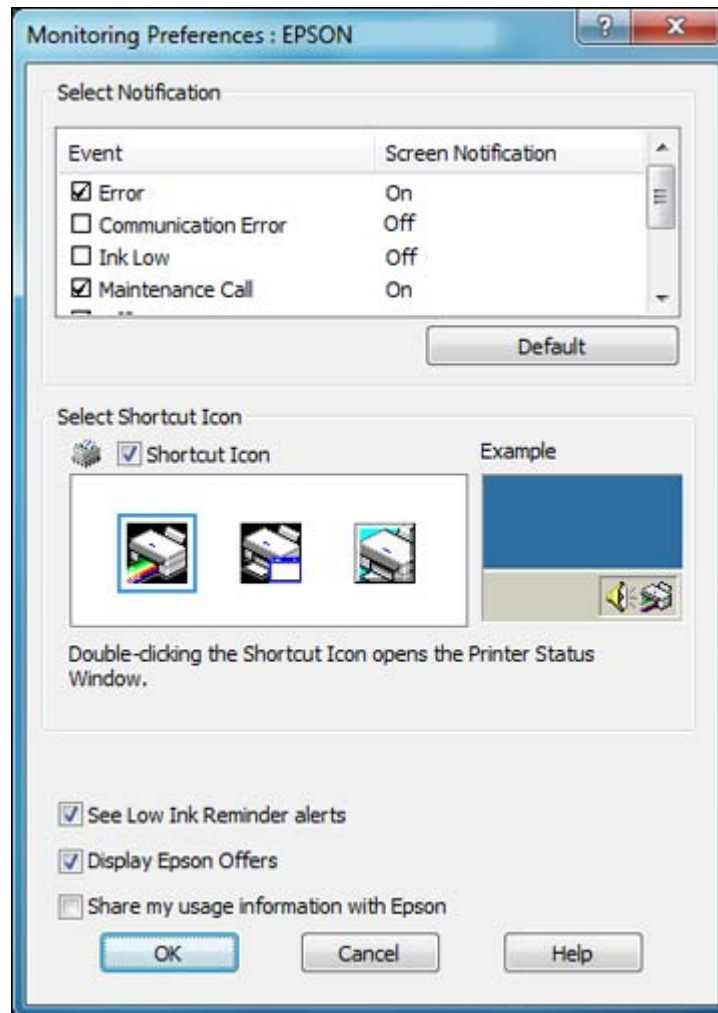 Monitoring Preferences : EPSON
Select Notification
Event Screen Notification
Error On
Communication Error Off
Ink Low Off
Maintenance Call On
Default
Select Shortcut Icon
Shortcut Icon Example
Double-clicking the Shortcut Icon opens the Printer Status
Window.
See Low Ink Reminder alerts
Display Epson Offers
Share my usage information with Epson
OK Cancel Help